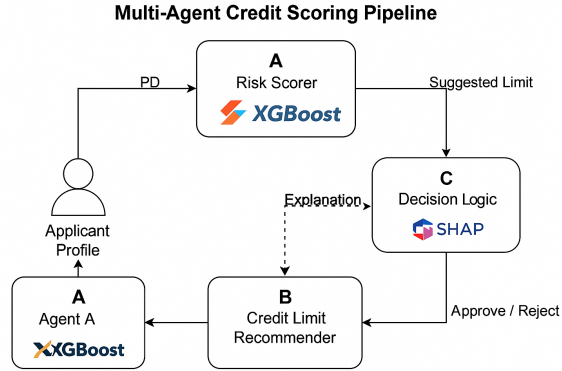 Multi-Agent Credit Scoring Pipeline
A
Risk Scorer
XGBoost
PD
Suggested Limit
C
Decision Logic
SHAP
Explanation
Applicant
Profile
A
Agent A
XXGBoost
B
Credit Limit
Recommender
Approve / Reject